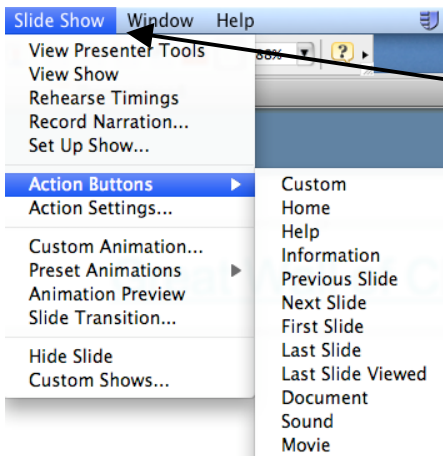 Slide Show Window Help
View Presenter Tools
View Show
Rehearse Timings
Record Narration...
Set Up Show...
Action Buttons
Action Settings...
Custom Animation...
Preset Animations
Animation Preview
Slide Transition...
Hide Slide
Custom Shows...
Custom
Home
Help
Information
Previous Slide
Next Slide
First Slide
Last Slide
Last Slide Viewed
Document
Sound
Movie